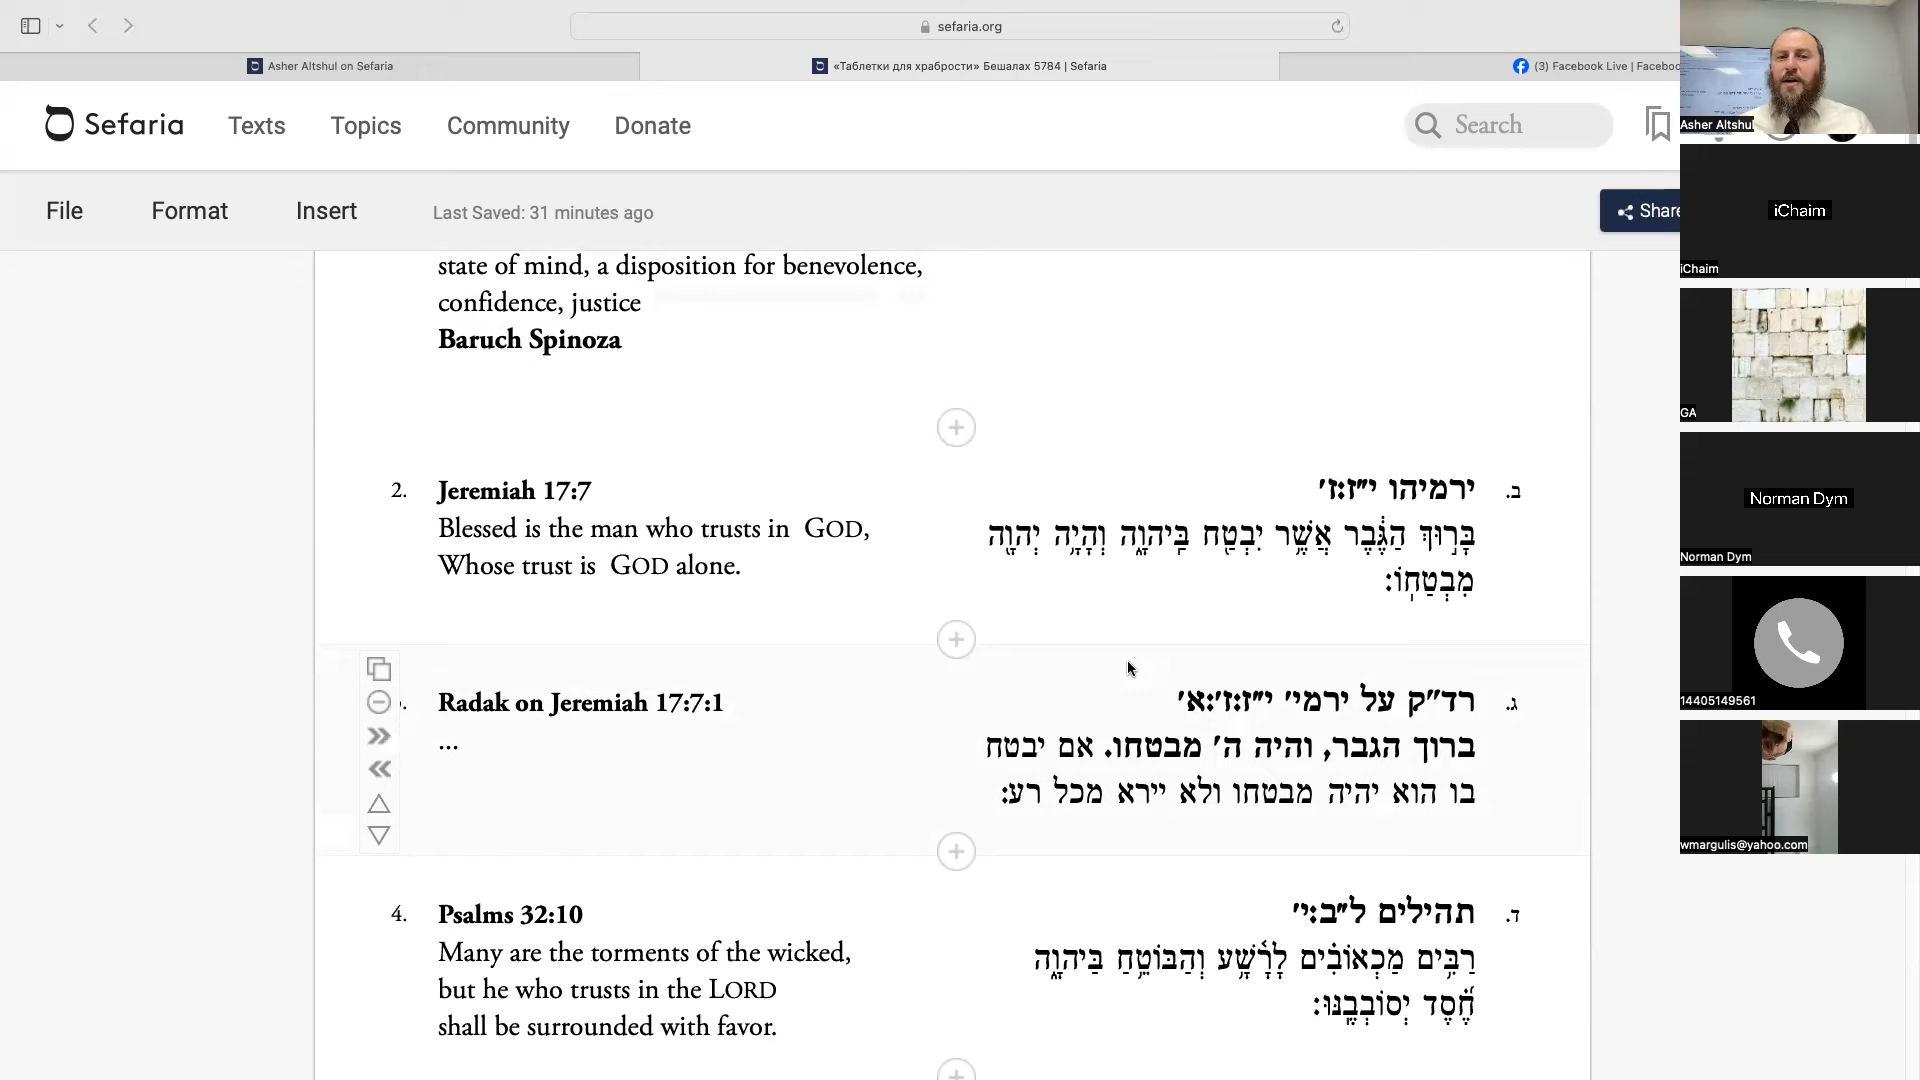 sefaria.org
Asher Altshul on Sefaria
«Таблетки для храбрости» Бешалах 5784 | Sefaria
(3) Facebook Live | Faceboo
Sefaria
Texts
Topics
Community
Donate
Search
File
Format
Insert
Last Saved: 31 minutes ago
Share
state of mind, a disposition for benevolence,
confidence, justice
Baruch Spinoza
2.
Jeremiah 17:7
Blessed is the man who trusts in GOD,
Whose trust is GOD alone.
ב.
ירמיהו י״ז:ז׳
בָּר֣וּךְ הַגֶּ֔בֶר אֲשֶׁ֥ר יִבְטַ֖ח בַּֽיהֹוָ֑ה וְהָיָ֥ה יְהֹוָ֖ה
מִבְטַחֽוֹ׃
Radak on Jeremiah 17:7:1
...
ג.
רד״ק על ירמי׳ י״ז:ז׳:א׳
ברוך הגבר, והיה ה׳ מבטחו. אם יבטח
בו הוא יהיה מבטחו ולא יירא מכל רע:
4.
Psalms 32:10
Many are the torments of the wicked,
but he who trusts in the LORD
shall be surrounded with favor.
ד.
תהילים ל״ב:י׳
רַבִּ֥ים מַכְאוֹבִ֗ים לָרָ֫שָׁ֥ע וְהַבּוֹטֵ֥חַ בַּיהֹוָ֑ה
חֶ֝֗סֶד יְסוֹבְבֶֽנּוּ׃
Asher Altshul
iChaim
iChaim
GA
Norman Dym
Norman Dym
14405149561
wmargulis@yahoo.com